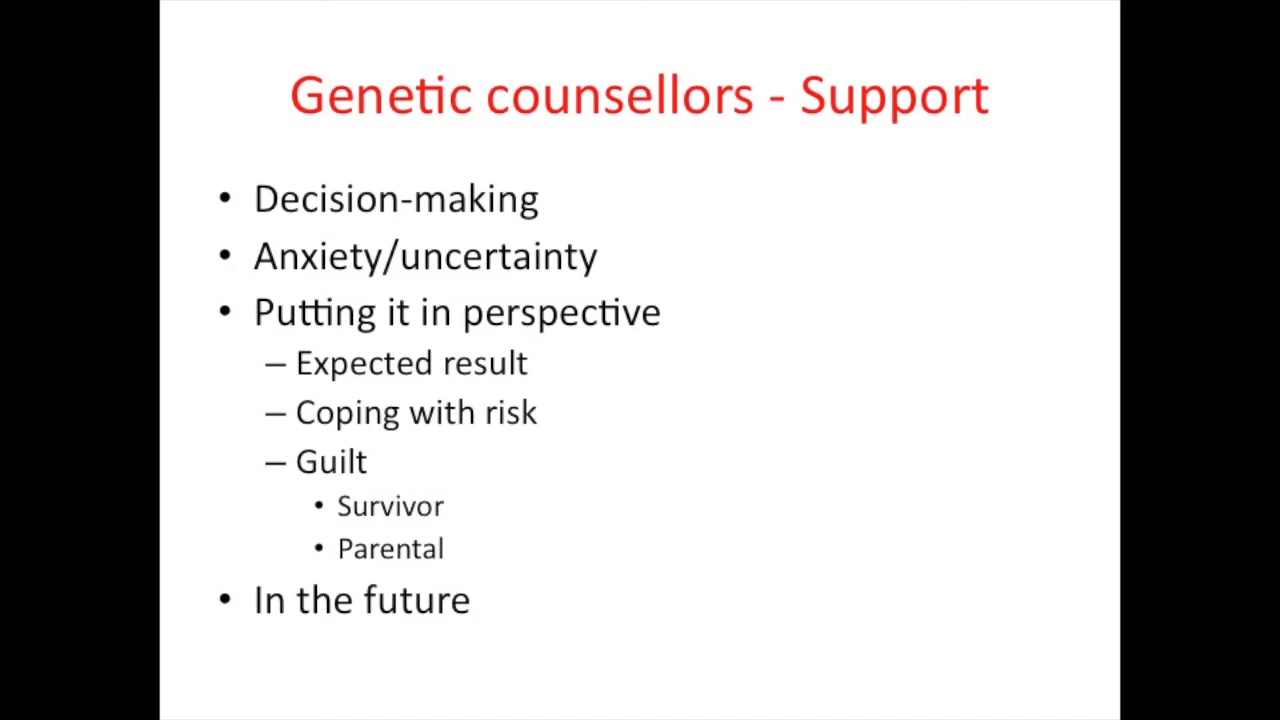 Genetic counsellors - Support
• Decision-making
• Anxiety/uncertainty
• Putting it in perspective
– Expected result
– Coping with risk
– Guilt
• Survivor
• Parental
• In the future